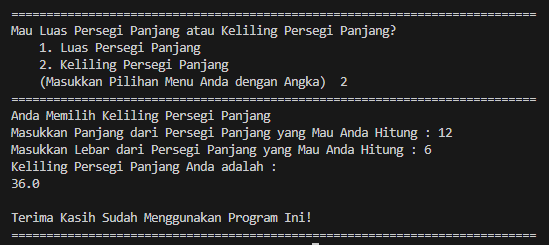 ===========================================================================
Mau Luas Persegi Panjang atau Keliling Persegi Panjang?
    1. Luas Persegi Panjang
    2. Keliling Persegi Panjang
    (Masukkan Pilihan Menu Anda dengan Angka)  2
===========================================================================
Anda Memilih Keliling Persegi Panjang
Masukkan Panjang dari Persegi Panjang yang Mau Anda Hitung : 12
Masukkan Lebar dari Persegi Panjang yang Mau Anda Hitung : 6
Keliling Persegi Panjang Anda adalah :
36.0

Terima Kasih Sudah Menggunakan Program Ini!
===========================================================================